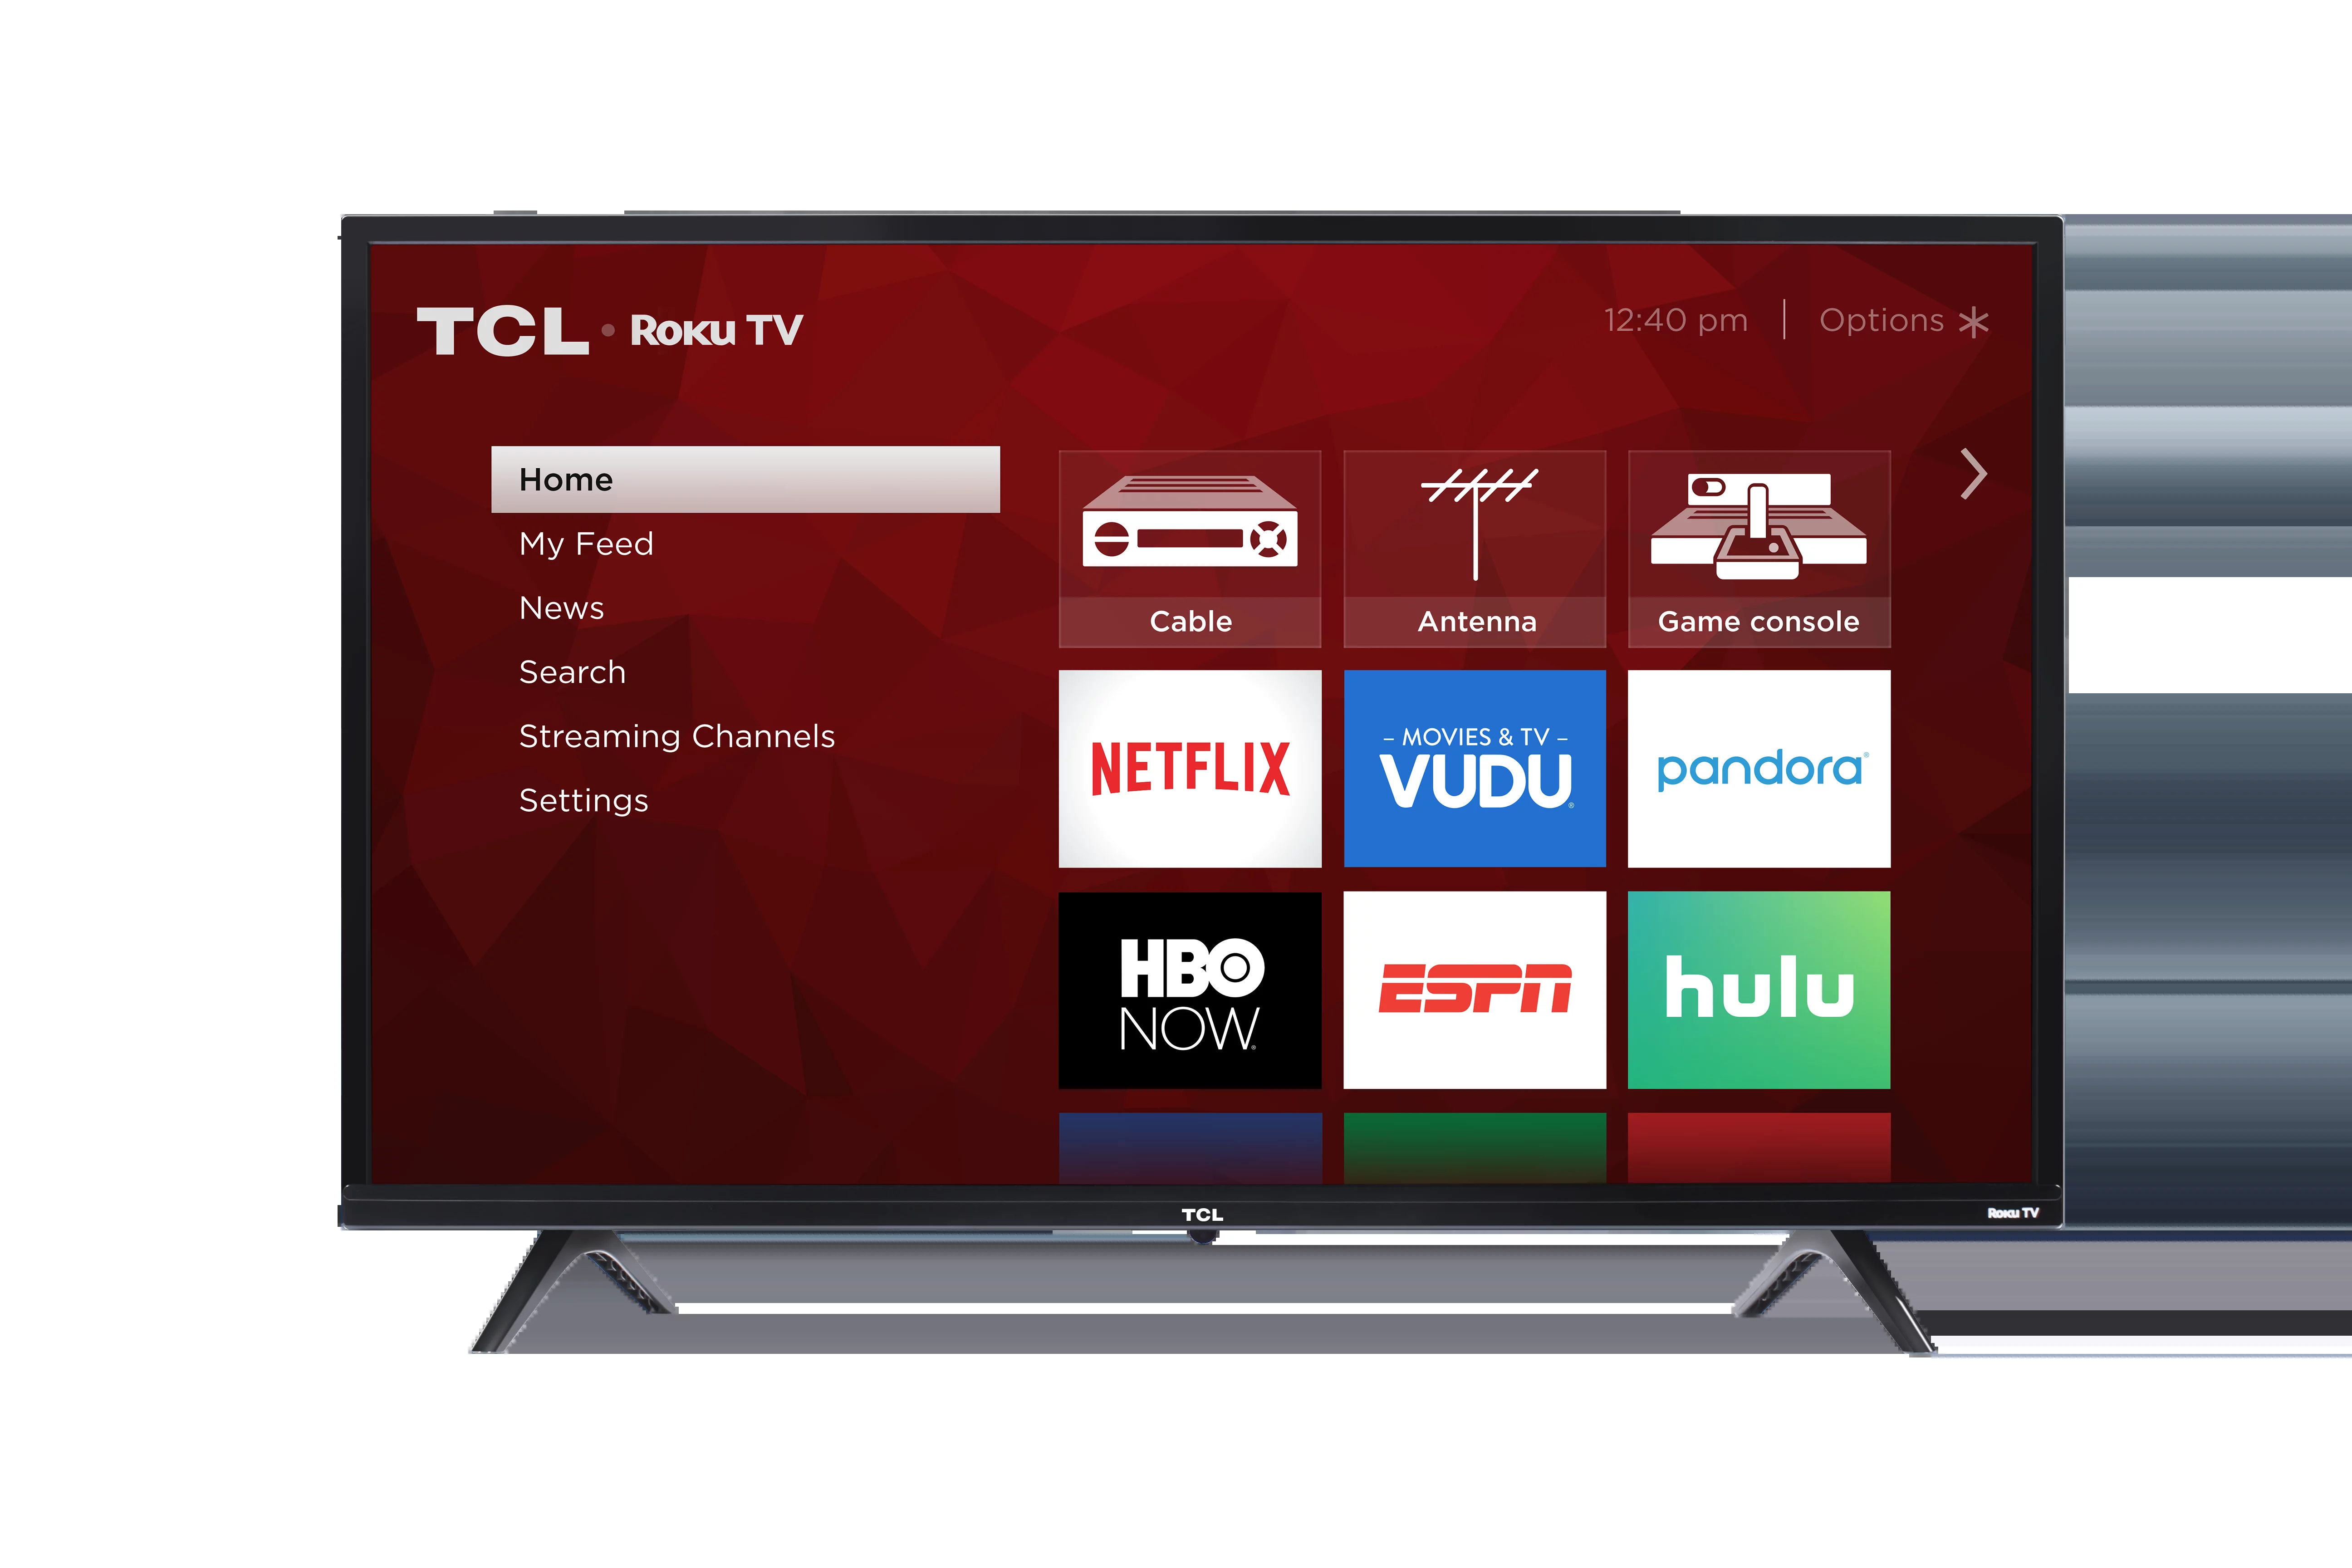 TCL • Roku TV
12:40 pm | Options *
Home
My Feed
News
Search
Streaming Channels
Settings
Cable
Antenna
Game console
NETFLIX
– MOVIES & TV –
VUDU®
pandora®
HBO
NOW®
ESPN
hulu
TCL
Roku TV